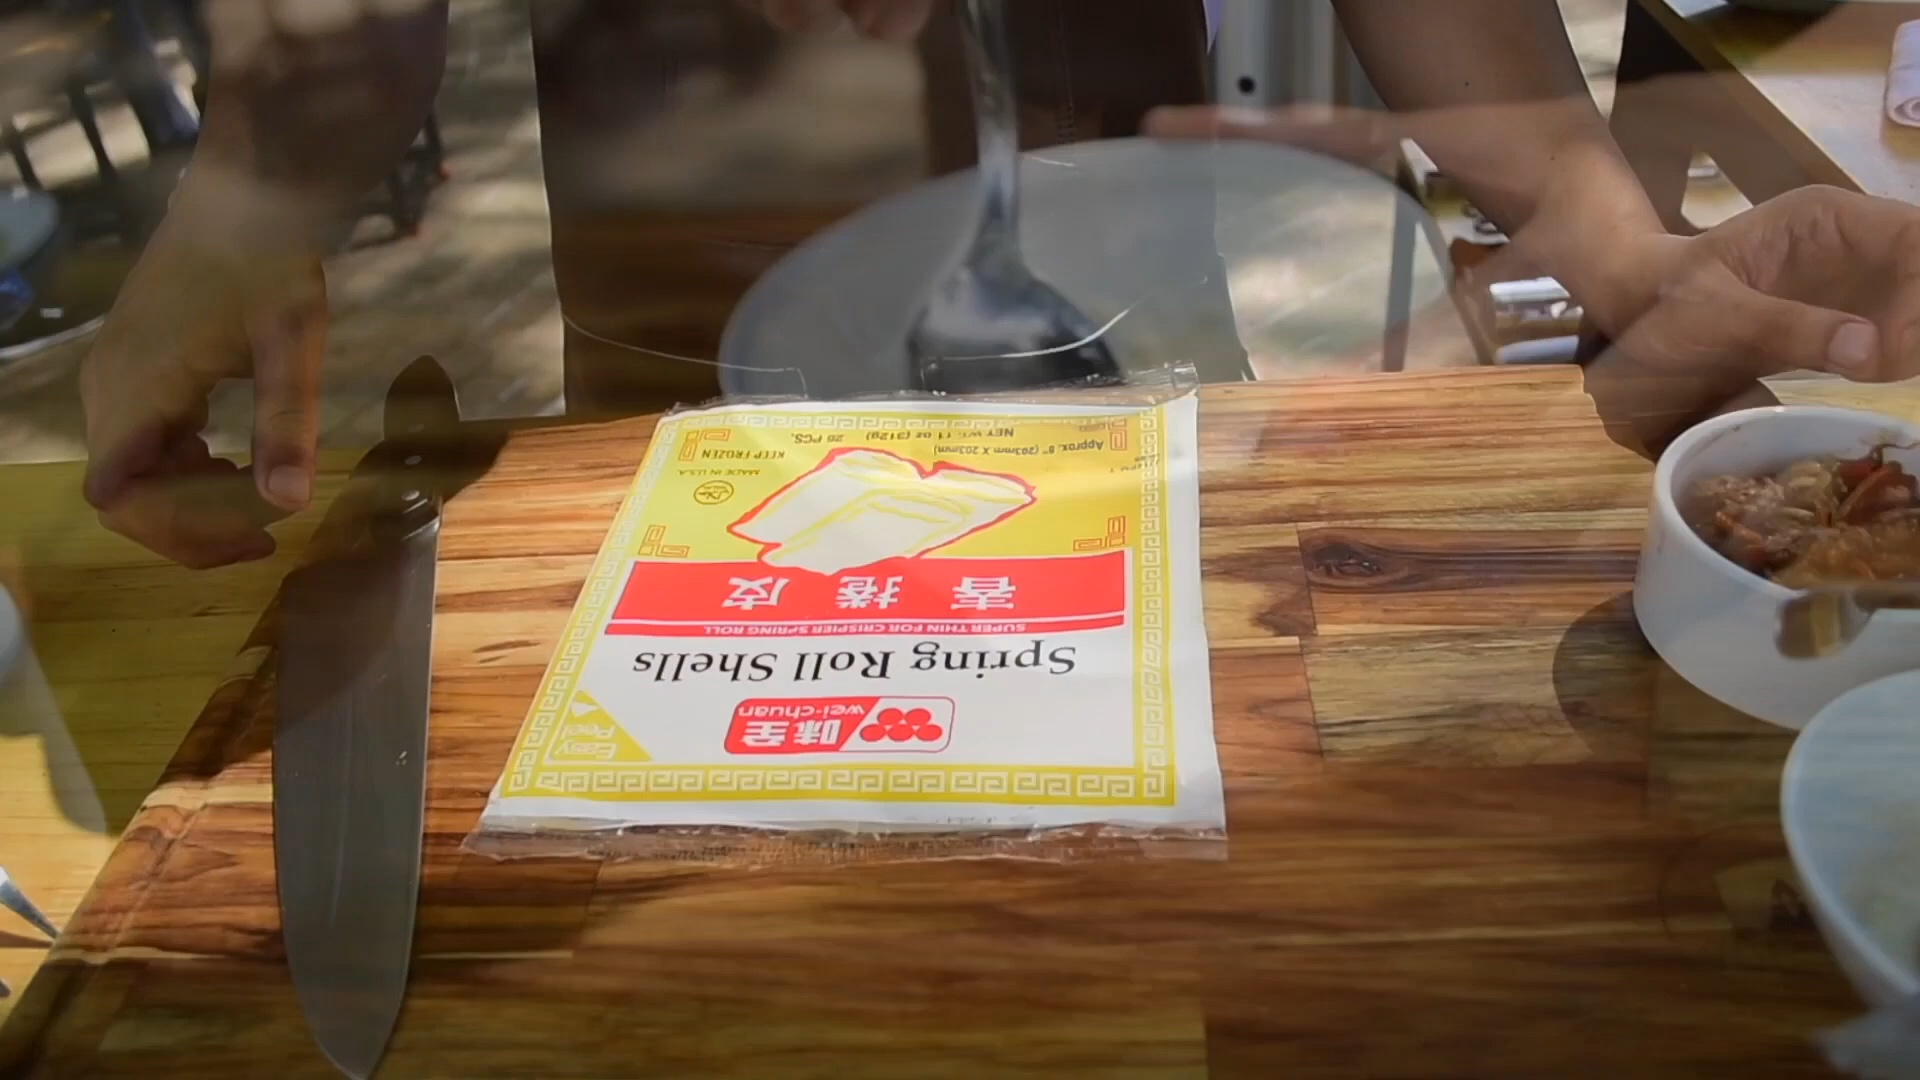 味全
wei-chuan
Easy
Peel
Spring Roll Shells
SUPER THIN FOR CRISPIER SPRING ROLL
春捲皮
MADE IN U.S.A.
KEEP FROZEN
Approx. 8" (203mm X 203mm)
NET WT. 11 oz (312g) 25 PCS.